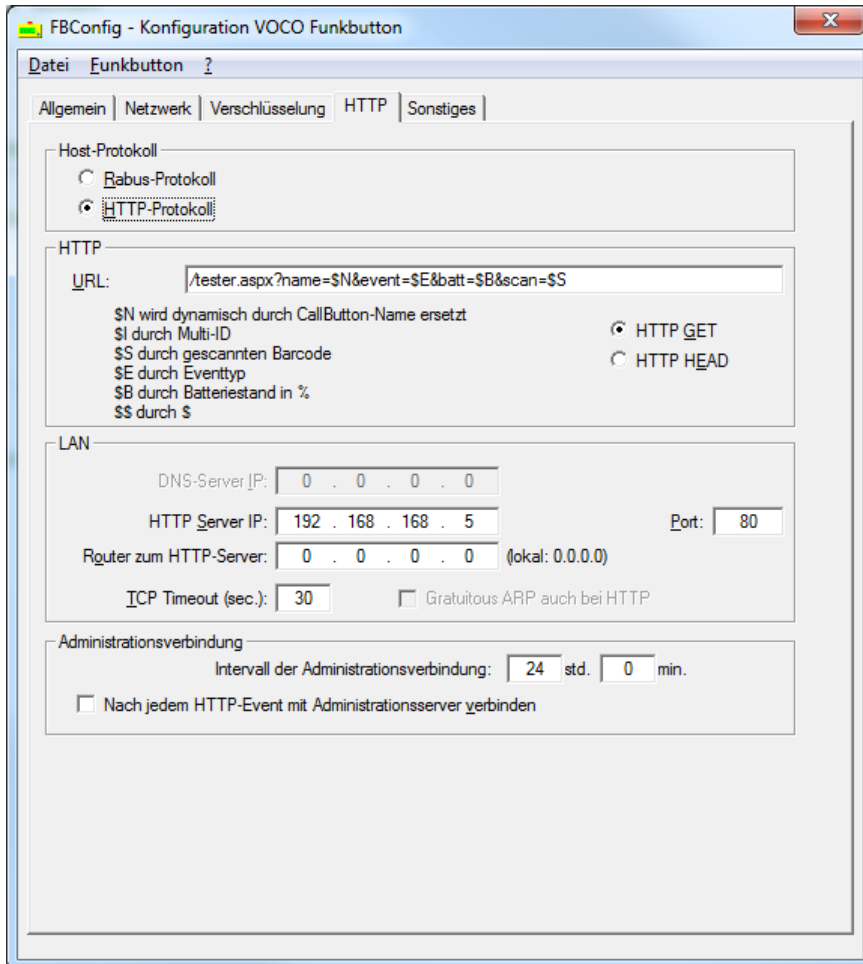 FBConfig - Konfiguration VOCO Funkbutton
Datei Funkbutton ?
Allgemein Netzwerk Verschlüsselung HTTP Sonstiges
Host-Protokoll
Rabus-Protokoll
HTTP-Protokoll
HTTP
URL: /tester.aspx?name=$N&event=$E&batt=$B&scan=$S
$N wird dynamisch durch CallButton-Name ersetzt
$I durch Multi-ID
$S durch gescannten Barcode
$E durch Eventtyp
$B durch Batteriestand in %
$$ durch $
HTTP GET
HTTP HEAD
LAN
DNS-Server IP: 0 . 0 . 0 . 0
HTTP Server IP: 192 . 168 . 168 . 5 Port: 80
Router zum HTTP-Server: 0 . 0 . 0 . 0 (lokal: 0.0.0.0)
TCP Timeout (sec.): 30 Gratuitous ARP auch bei HTTP
Administrationsverbindung
Intervall der Administrationsverbindung: 24 std. 0 min.
Nach jedem HTTP-Event mit Administrationsserver verbinden